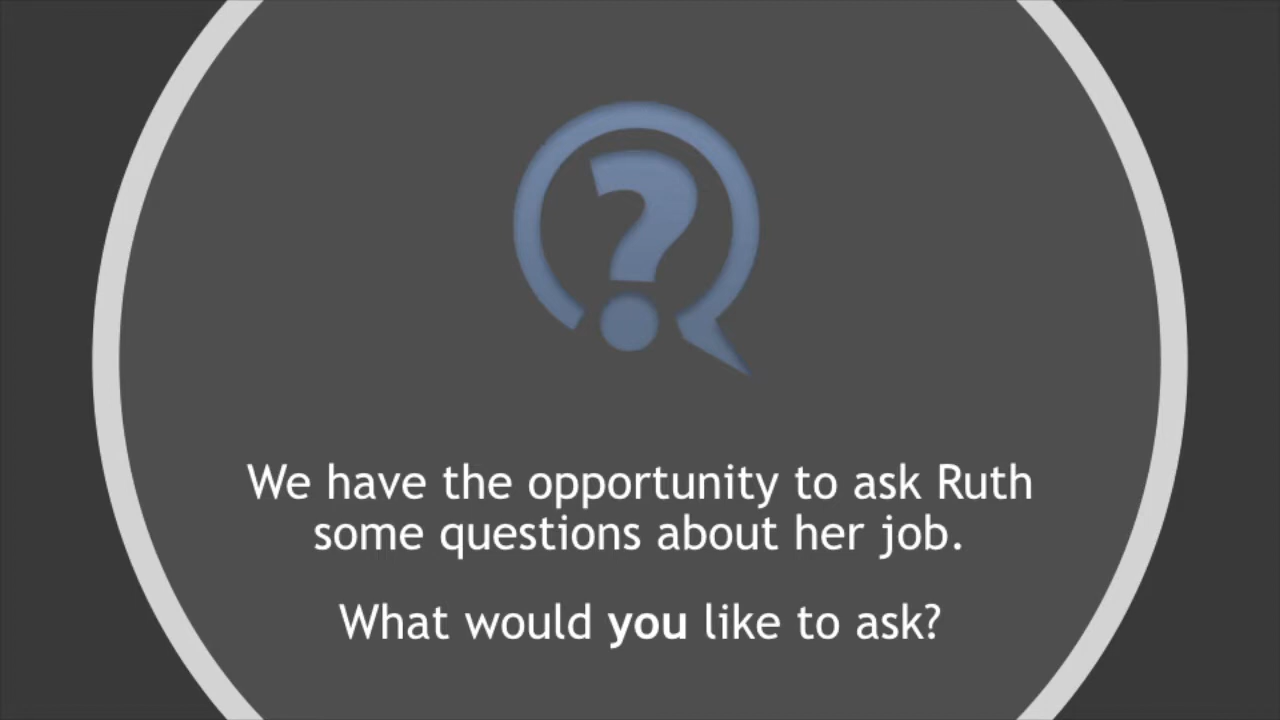 We have the opportunity to ask Ruth
some questions about her job.
What would you like to ask?